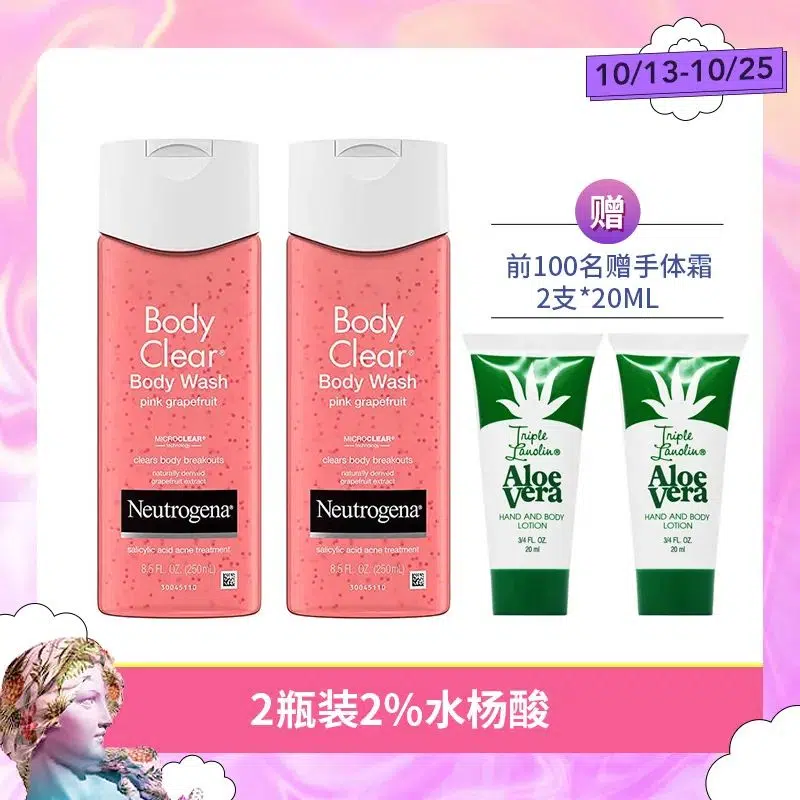 10/13-10/25
赠
前100名赠手体霜
2支*20ML
Body
Clear®
Body Wash
pink grapefruit
MICROCLEAR®
technology
clears body breakouts
naturally derived
grapefruit extract
Neutrogena®
salicylic acid acne treatment
8.5 FL. OZ. (250mL)
30045110
Body
Clear®
Body Wash
pink grapefruit
MICROCLEAR®
technology
clears body breakouts
naturally derived
grapefruit extract
Neutrogena®
salicylic acid acne treatment
8.5 FL. OZ. (250mL)
30045110
Triple
Lanolin®
Aloe
Vera
HAND AND BODY
LOTION
3/4 FL. OZ.
20 ml
Triple
Lanolin®
Aloe
Vera
HAND AND BODY
LOTION
3/4 FL. OZ.
20 ml
2瓶装2%水杨酸